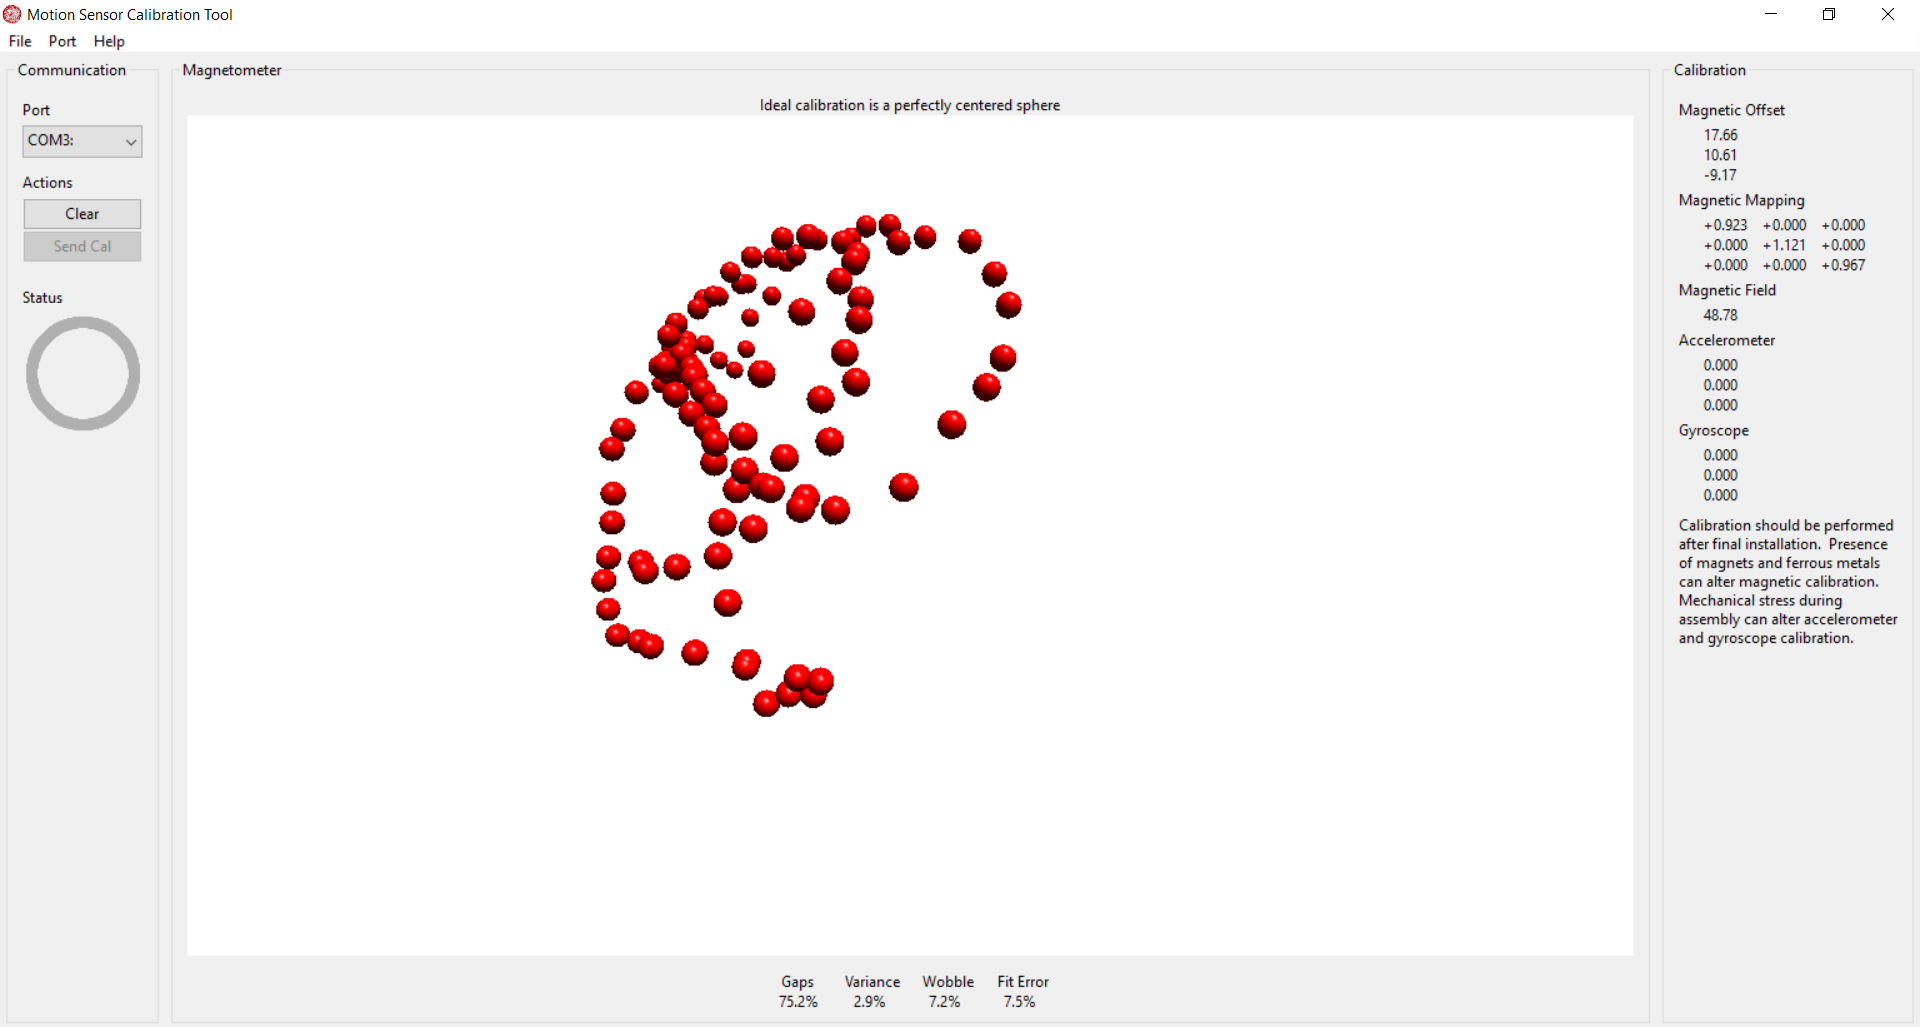 Motion Sensor Calibration Tool
File Port Help
Communication
Port
COM3:
Actions
Clear
Send Cal
Status
Magnetometer
Ideal calibration is a perfectly centered sphere
Gaps Variance Wobble Fit Error
75.2% 2.9% 7.2% 7.5%
Calibration
Magnetic Offset
17.66
10.61
-9.17
Magnetic Mapping
+0.923 +0.000 +0.000
+0.000 +1.121 +0.000
+0.000 +0.000 +0.967
Magnetic Field
48.78
Accelerometer
0.000
0.000
0.000
Gyroscope
0.000
0.000
0.000
Calibration should be performed
after final installation. Presence
of magnets and ferrous metals
can alter magnetic calibration.
Mechanical stress during
assembly can alter accelerometer
and gyroscope calibration.